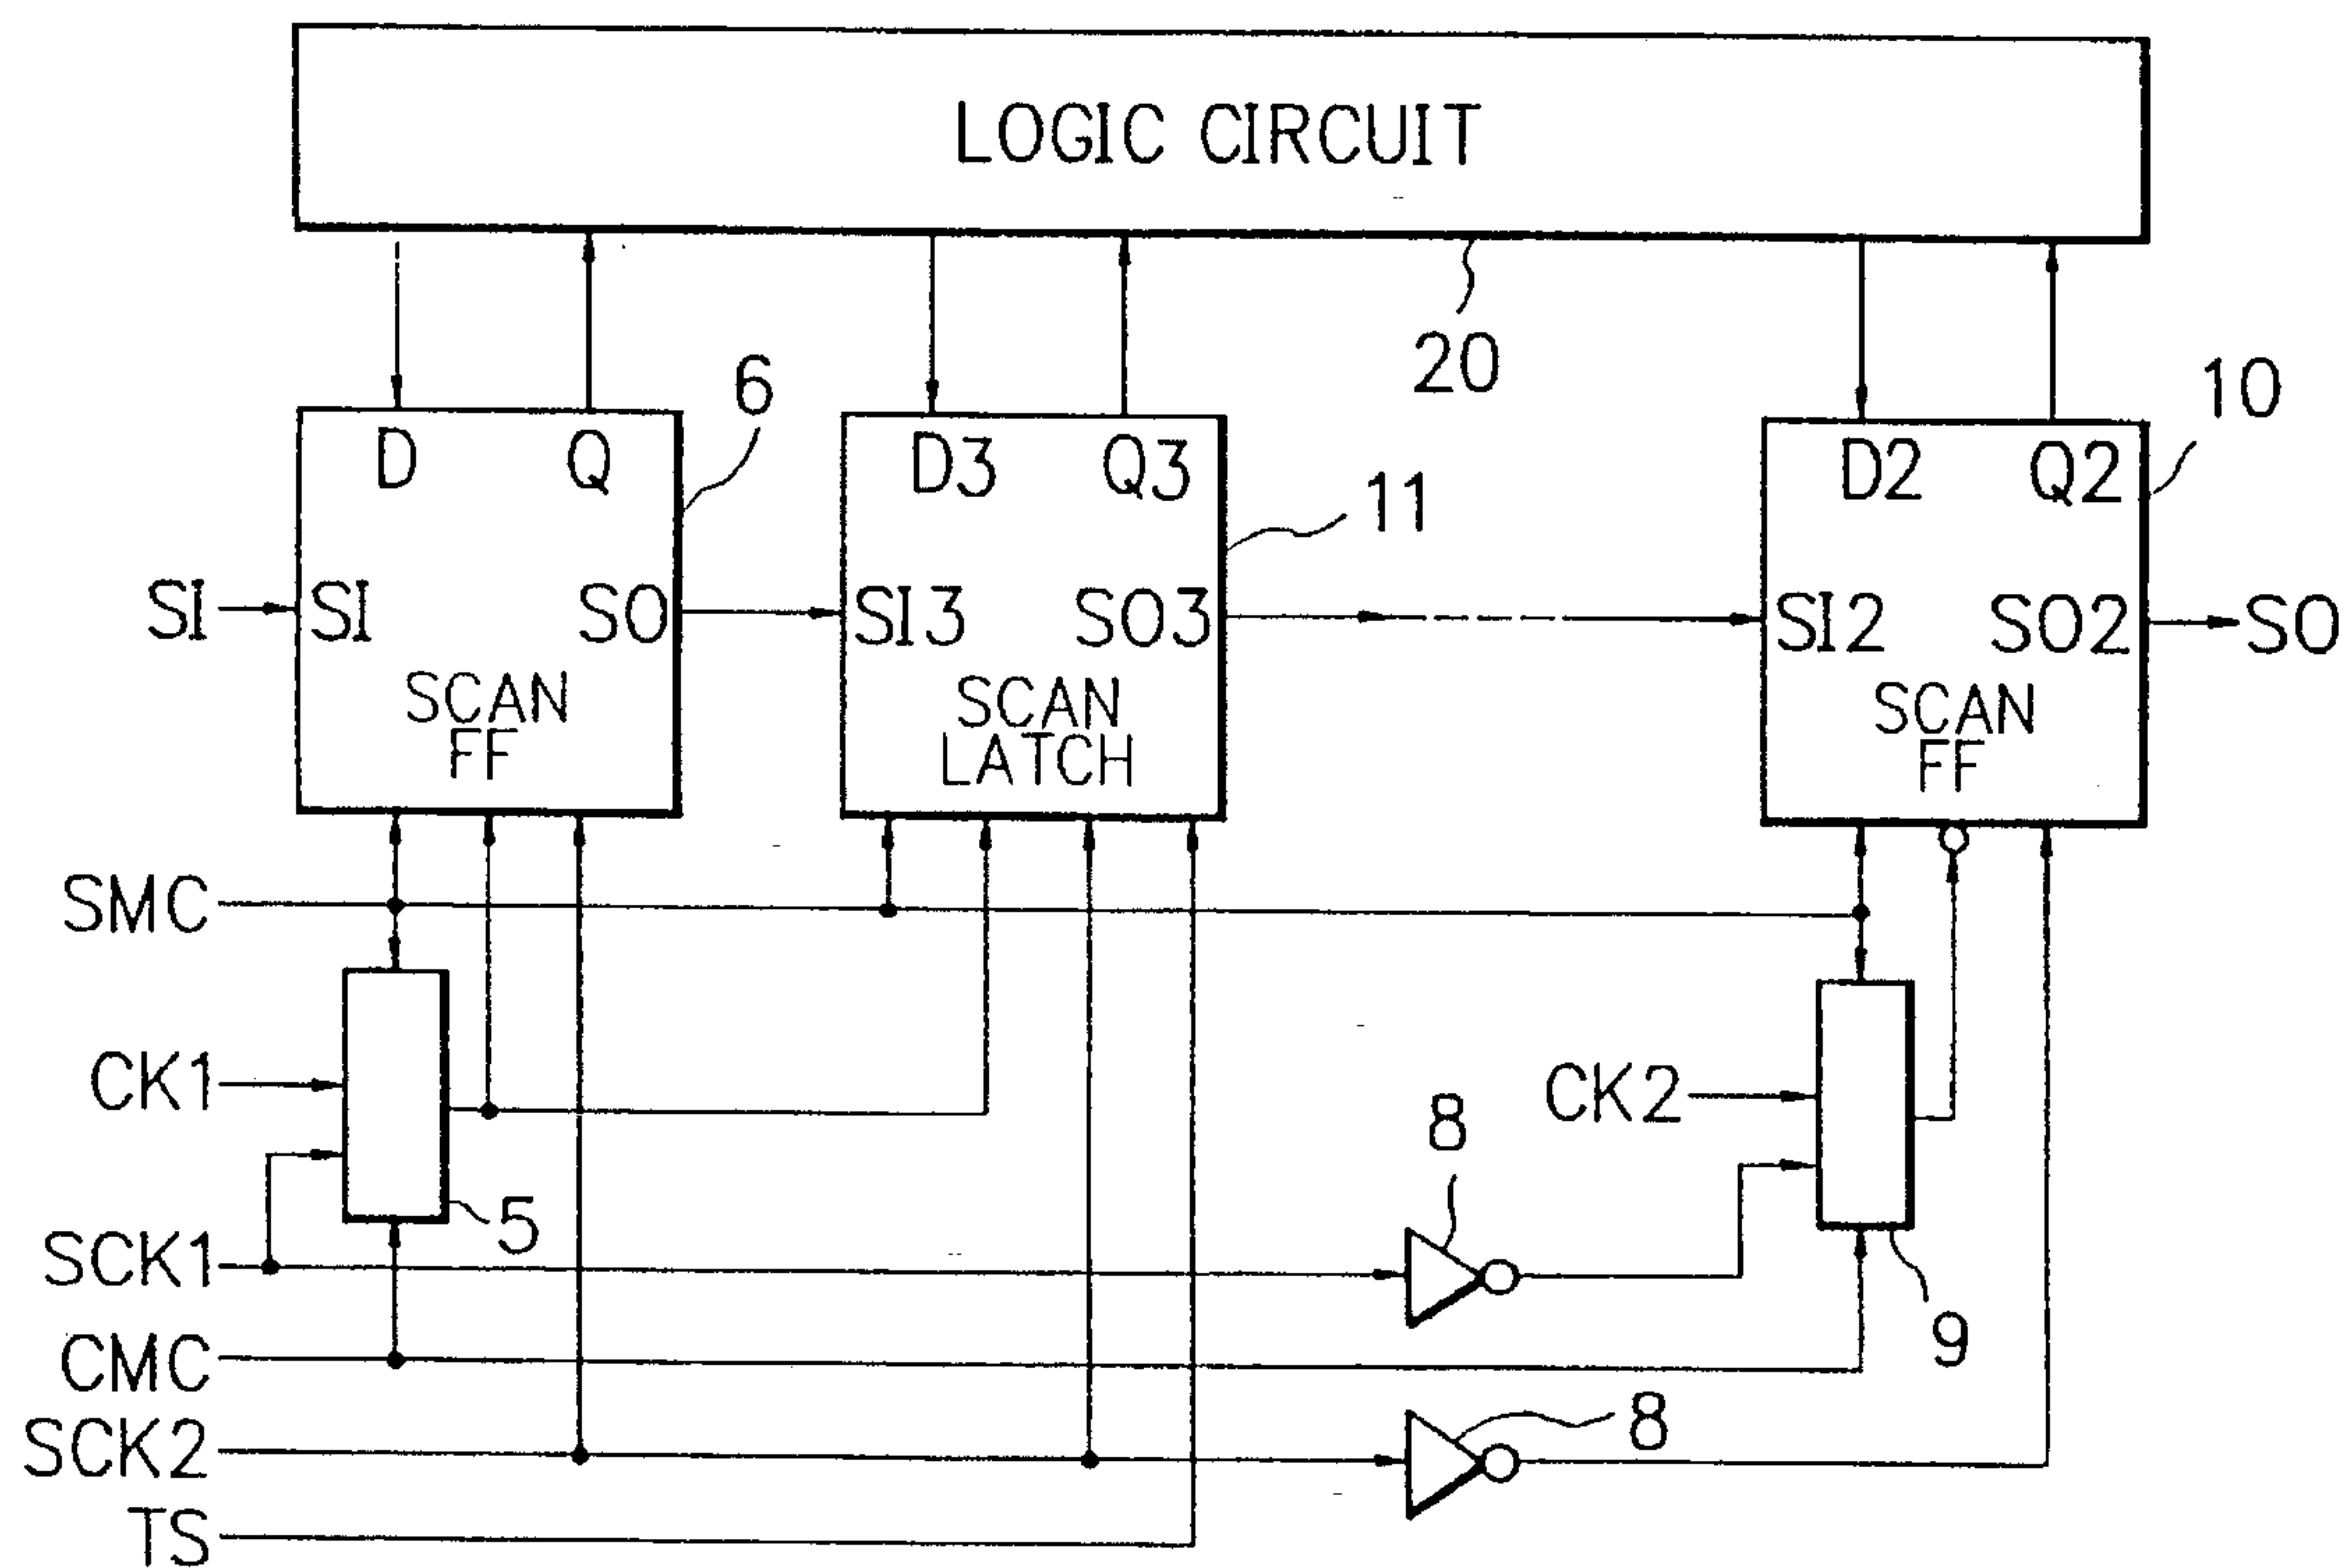 LOGIC CIRCUIT
20
6
10
11
D Q
D3 Q3
D2 Q2
SI
SI SO
SI3 SO3
SI2 SO2
SO
SCAN
FF
SCAN
LATCH
SCAN
FF
SMC
CK1
CK2
8
5
SCK1
9
CMC
8
SCK2
TS